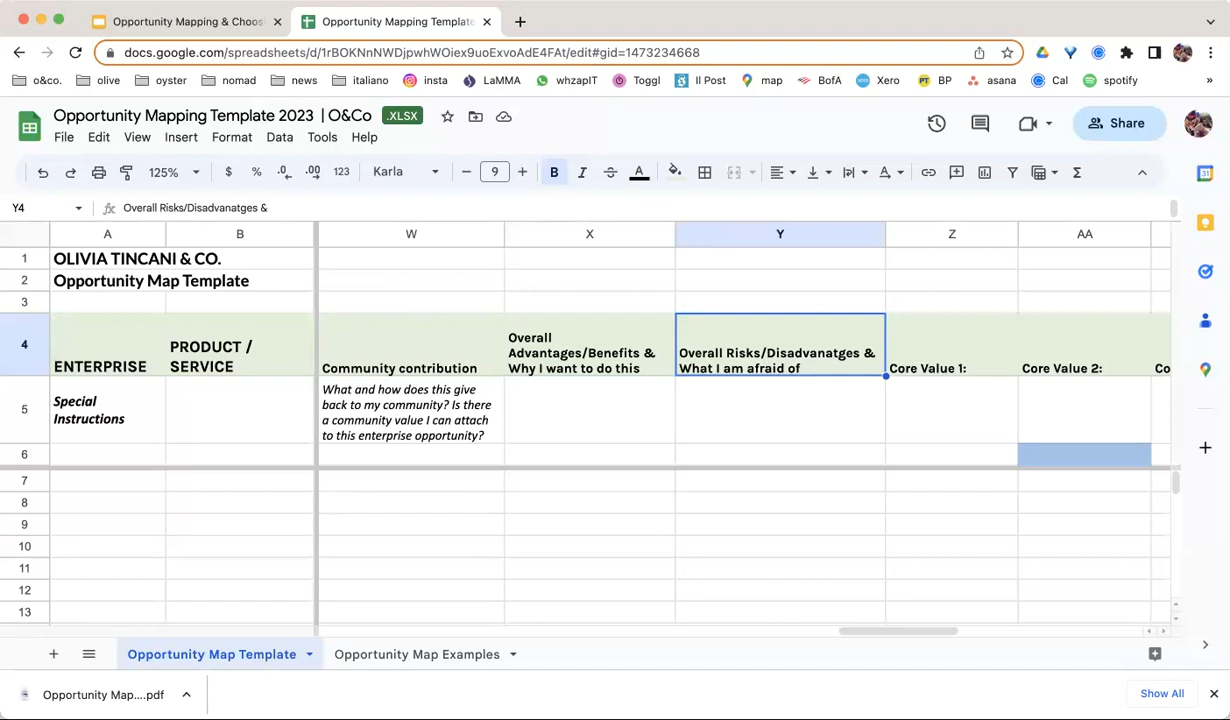 Opportunity Mapping & Choos
Opportunity Mapping Template
docs.google.com/spreadsheets/d/1rBOKNnNWDjpwhWOiex9uoExvoAdE4FAt/edit#gid=1473234668
o&co. olive oyster nomad news italiano insta LaMMA whzapIT Toggl Il Post map BofA Xero BP asana Cal spotify »
Opportunity Mapping Template 2023 | O&Co .XLSX
File Edit View Insert Format Data Tools Help
Share
125% $ % .0 .00 123 Karla 9 B I A
Y4 fx Overall Risks/Disadvanatges &
A B W X Y Z AA
1 OLIVIA TINCANI & CO.
2 Opportunity Map Template
3
4 ENTERPRISE
PRODUCT /
SERVICE
Community contribution
Overall
Advantages/Benefits &
Why I want to do this
Overall Risks/Disadvanatges &
What I am afraid of
Core Value 1:
Core Value 2:
Co
5
Special
Instructions
What and how does this give
back to my community? Is there
a community value I can attach
to this enterprise opportunity?
6
7
8
9
10
11
12
13
Opportunity Map Template Opportunity Map Examples
Opportunity Map....pdf
Show All